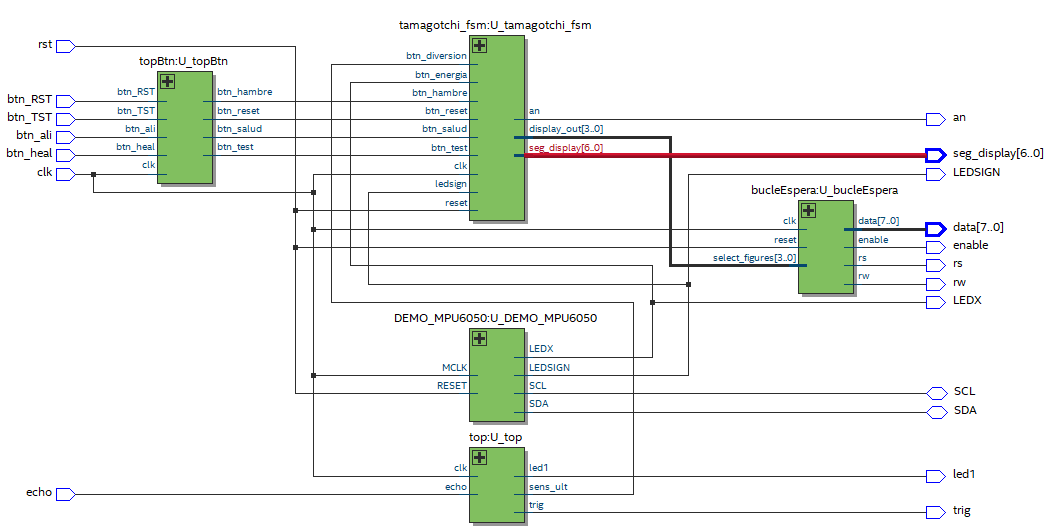 tamagotchi_fsm:U_tamagotchi_fsm
rst
btn_diversion
topBtn:U_topBtn
btn_energia
btn_RST
btn_RST
btn_hambre
btn_hambre
btn_TST
btn_TST
btn_reset
btn_reset
an
an
btn_ali
btn_ali
btn_salud
btn_salud
display_out[3..0]
btn_heal
btn_heal
btn_test
btn_test
seg_display[6..0]
seg_display[6..0]
clk
clk
clk
LEDSIGN
ledsign
bucleEspera:U_bucleEspera
reset
clk
data[7..0]
data[7..0]
reset
enable
enable
select_figures[3..0]
rs
rs
rw
rw
LEDX
DEMO_MPU6050:U_DEMO_MPU6050
LEDX
MCLK
LEDSIGN
RESET
SCL
SCL
SDA
SDA
top:U_top
clk
led1
led1
echo
echo
sens_ult
trig
trig